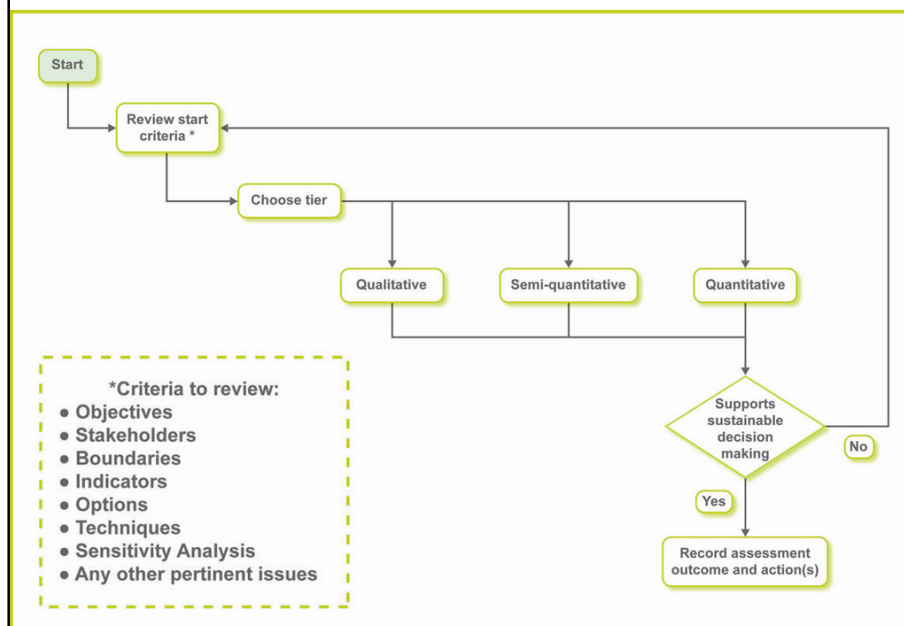 Start
Review start
criteria *
Choose tier
Qualitative
Semi-quantitative
Quantitative
*Criteria to review:
● Objectives
● Stakeholders
● Boundaries
● Indicators
● Options
● Techniques
● Sensitivity Analysis
● Any other pertinent issues
Supports
sustainable
decision
making
No
Yes
Record assessment
outcome and action(s)